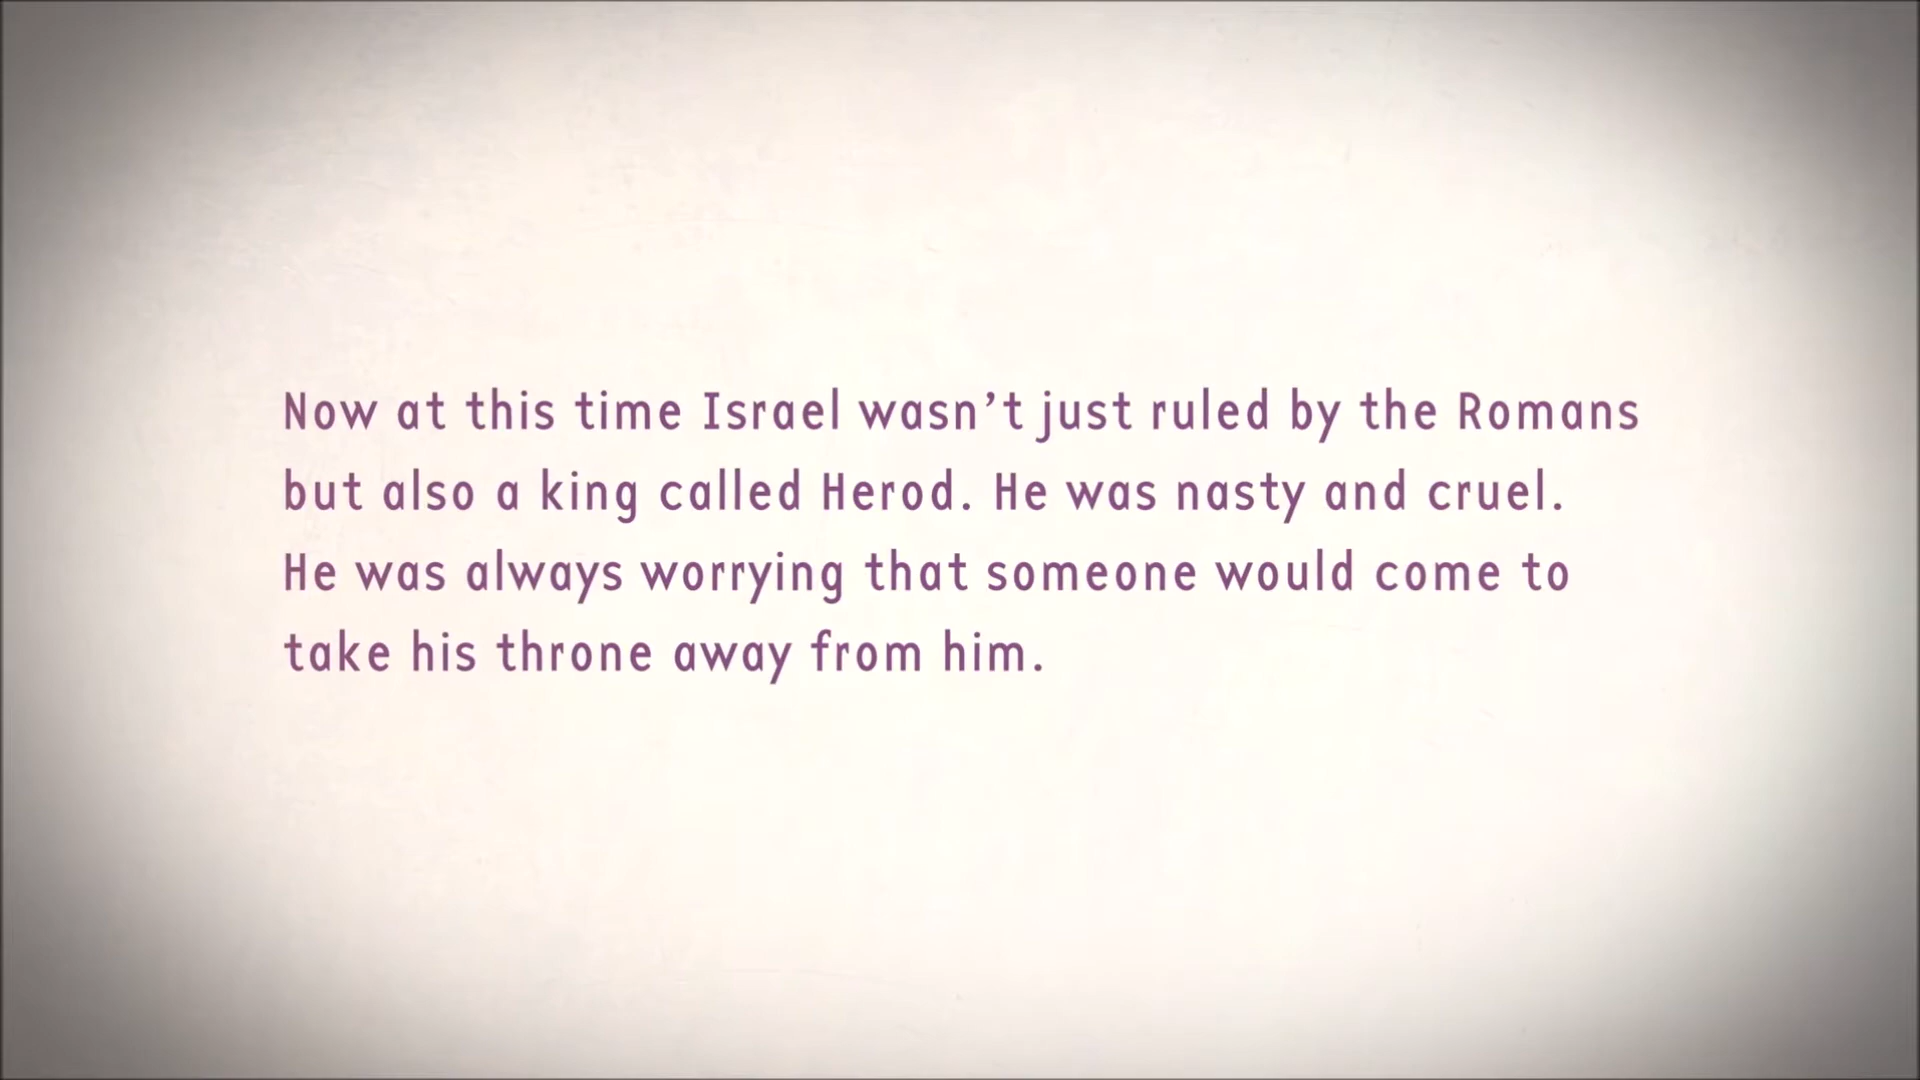 Now at this time Israel wasn’t just ruled by the Romans
but also a king called Herod. He was nasty and cruel.
He was always worrying that someone would come to
take his throne away from him.